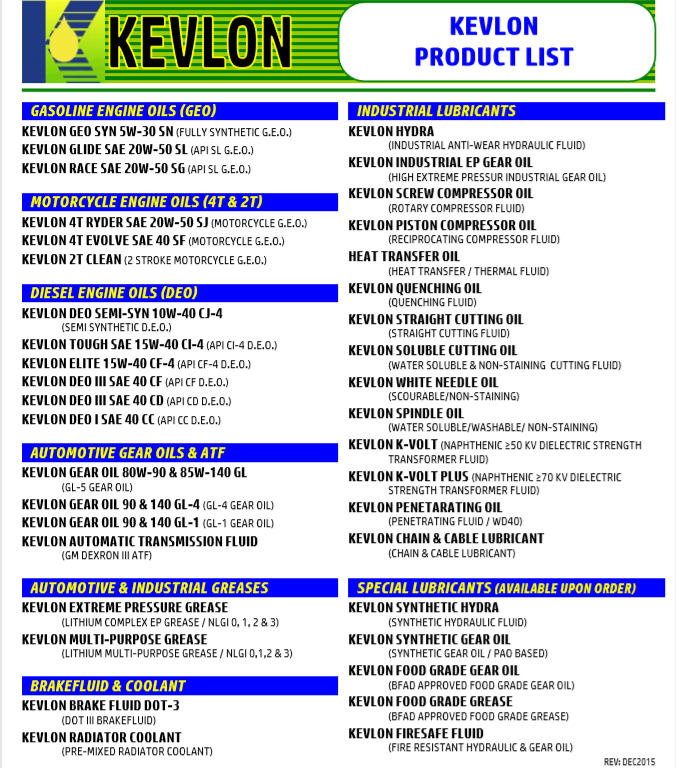 KEVLON
KEVLON
PRODUCT LIST
GASOLINE ENGINE OILS (GEO)
KEVLON GEO SYN 5W-30 SN (FULLY SYNTHETIC G.E.O.)
KEVLON GLIDE SAE 20W-50 SL (API SL G.E.O.)
KEVLON RACE SAE 20W-50 SG (API SL G.E.O.)
MOTORCYCLE ENGINE OILS (4T & 2T)
KEVLON 4T RYDER SAE 20W-50 SJ (MOTORCYCLE G.E.O.)
KEVLON 4T EVOLVE SAE 40 SF (MOTORCYCLE G.E.O.)
KEVLON 2T CLEAN (2 STROKE MOTORCYCLE G.E.O.)
DIESEL ENGINE OILS (DEO)
KEVLON DEO SEMI-SYN 10W-40 CJ-4
(SEMI SYNTHETIC D.E.O.)
KEVLON TOUGH SAE 15W-40 CI-4 (API CI-4 D.E.O.)
KEVLON ELITE 15W-40 CF-4 (API CF-4 D.E.O.)
KEVLON DEO III SAE 40 CF (API CF D.E.O.)
KEVLON DEO III SAE 40 CD (API CD D.E.O.)
KEVLON DEO I SAE 40 CC (API CC D.E.O.)
AUTOMOTIVE GEAR OILS & ATF
KEVLON GEAR OIL 80W-90 & 85W-140 GL
(GL-5 GEAR OIL)
KEVLON GEAR OIL 90 & 140 GL-4 (GL-4 GEAR OIL)
KEVLON GEAR OIL 90 & 140 GL-1 (GL-1 GEAR OIL)
KEVLON AUTOMATIC TRANSMISSION FLUID
(GM DEXRON III ATF)
AUTOMOTIVE & INDUSTRIAL GREASES
KEVLON EXTREME PRESSURE GREASE
(LITHIUM COMPLEX EP GREASE / NLGI 0, 1, 2 & 3)
KEVLON MULTI-PURPOSE GREASE
(LITHIUM MULTI-PURPOSE GREASE / NLGI 0,1,2 & 3)
BRAKEFLUID & COOLANT
KEVLON BRAKE FLUID DOT-3
(DOT III BRAKEFLUID)
KEVLON RADIATOR COOLANT
(PRE-MIXED RADIATOR COOLANT)
INDUSTRIAL LUBRICANTS
KEVLON HYDRA
(INDUSTRIAL ANTI-WEAR HYDRAULIC FLUID)
KEVLON INDUSTRIAL EP GEAR OIL
(HIGH EXTREME PRESSUR INDUSTRIAL GEAR OIL)
KEVLON SCREW COMPRESSOR OIL
(ROTARY COMPRESSOR FLUID)
KEVLON PISTON COMPRESSOR OIL
(RECIPROCATING COMPRESSOR FLUID)
HEAT TRANSFER OIL
(HEAT TRANSFER / THERMAL FLUID)
KEVLON QUENCHING OIL
(QUENCHING FLUID)
KEVLON STRAIGHT CUTTING OIL
(STRAIGHT CUTTING FLUID)
KEVLON SOLUBLE CUTTING OIL
(WATER SOLUBLE & NON-STAINING CUTTING FLUID)
KEVLON WHITE NEEDLE OIL
(SCOURABLE/NON-STAINING)
KEVLON SPINDLE OIL
(WATER SOLUBLE/WASHABLE/ NON-STAINING)
KEVLON K-VOLT (NAPHTHENIC ≥50 KV DIELECTRIC STRENGTH
TRANSFORMER FLUID)
KEVLON K-VOLT PLUS (NAPHTHENIC ≥70 KV DIELECTRIC
STRENGTH TRANSFORMER FLUID)
KEVLON PENETARATING OIL
(PENETRATING FLUID / WD40)
KEVLON CHAIN & CABLE LUBRICANT
(CHAIN & CABLE LUBRICANT)
SPECIAL LUBRICANTS (AVAILABLE UPON ORDER)
KEVLON SYNTHETIC HYDRA
(SYNTHETIC HYDRAULIC FLUID)
KEVLON SYNTHETIC GEAR OIL
(SYNTHETIC GEAR OIL / PAO BASED)
KEVLON FOOD GRADE GEAR OIL
(BFAD APPROVED FOOD GRADE GEAR OIL)
KEVLON FOOD GRADE GREASE
(BFAD APPROVED FOOD GRADE GREASE)
KEVLON FIRESAFE FLUID
(FIRE RESISTANT HYDRAULIC & GEAR OIL)
REV: DEC2015